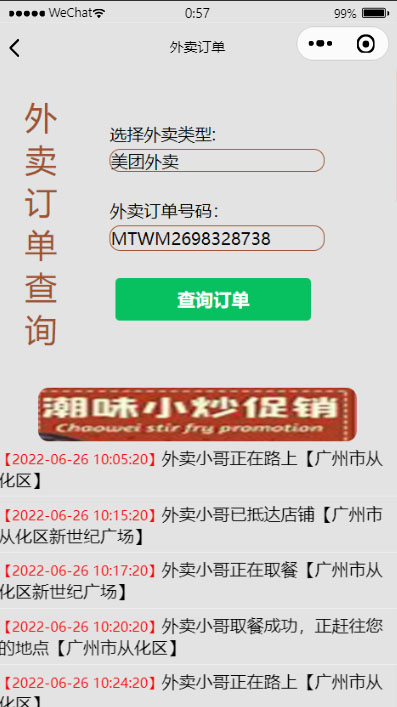 WeChat 0:57 99%
外卖订单
外卖订单查询
选择外卖类型:
美团外卖
外卖订单号码：
MTWM2698328738
查询订单
潮味小炒促销
Chaowei stir fry promotion
【2022-06-26 10:05:20】外卖小哥正在路上【广州市从
化区】
【2022-06-26 10:15:20】外卖小哥已抵达店铺【广州市
从化区新世纪广场】
【2022-06-26 10:17:20】外卖小哥正在取餐【广州市从
化区新世纪广场】
【2022-06-26 10:20:20】外卖小哥取餐成功，正赶往您
的地点【广州市从化区】
【2022-06-26 10:24:20】外卖小哥正在路上【广州市从
化区】